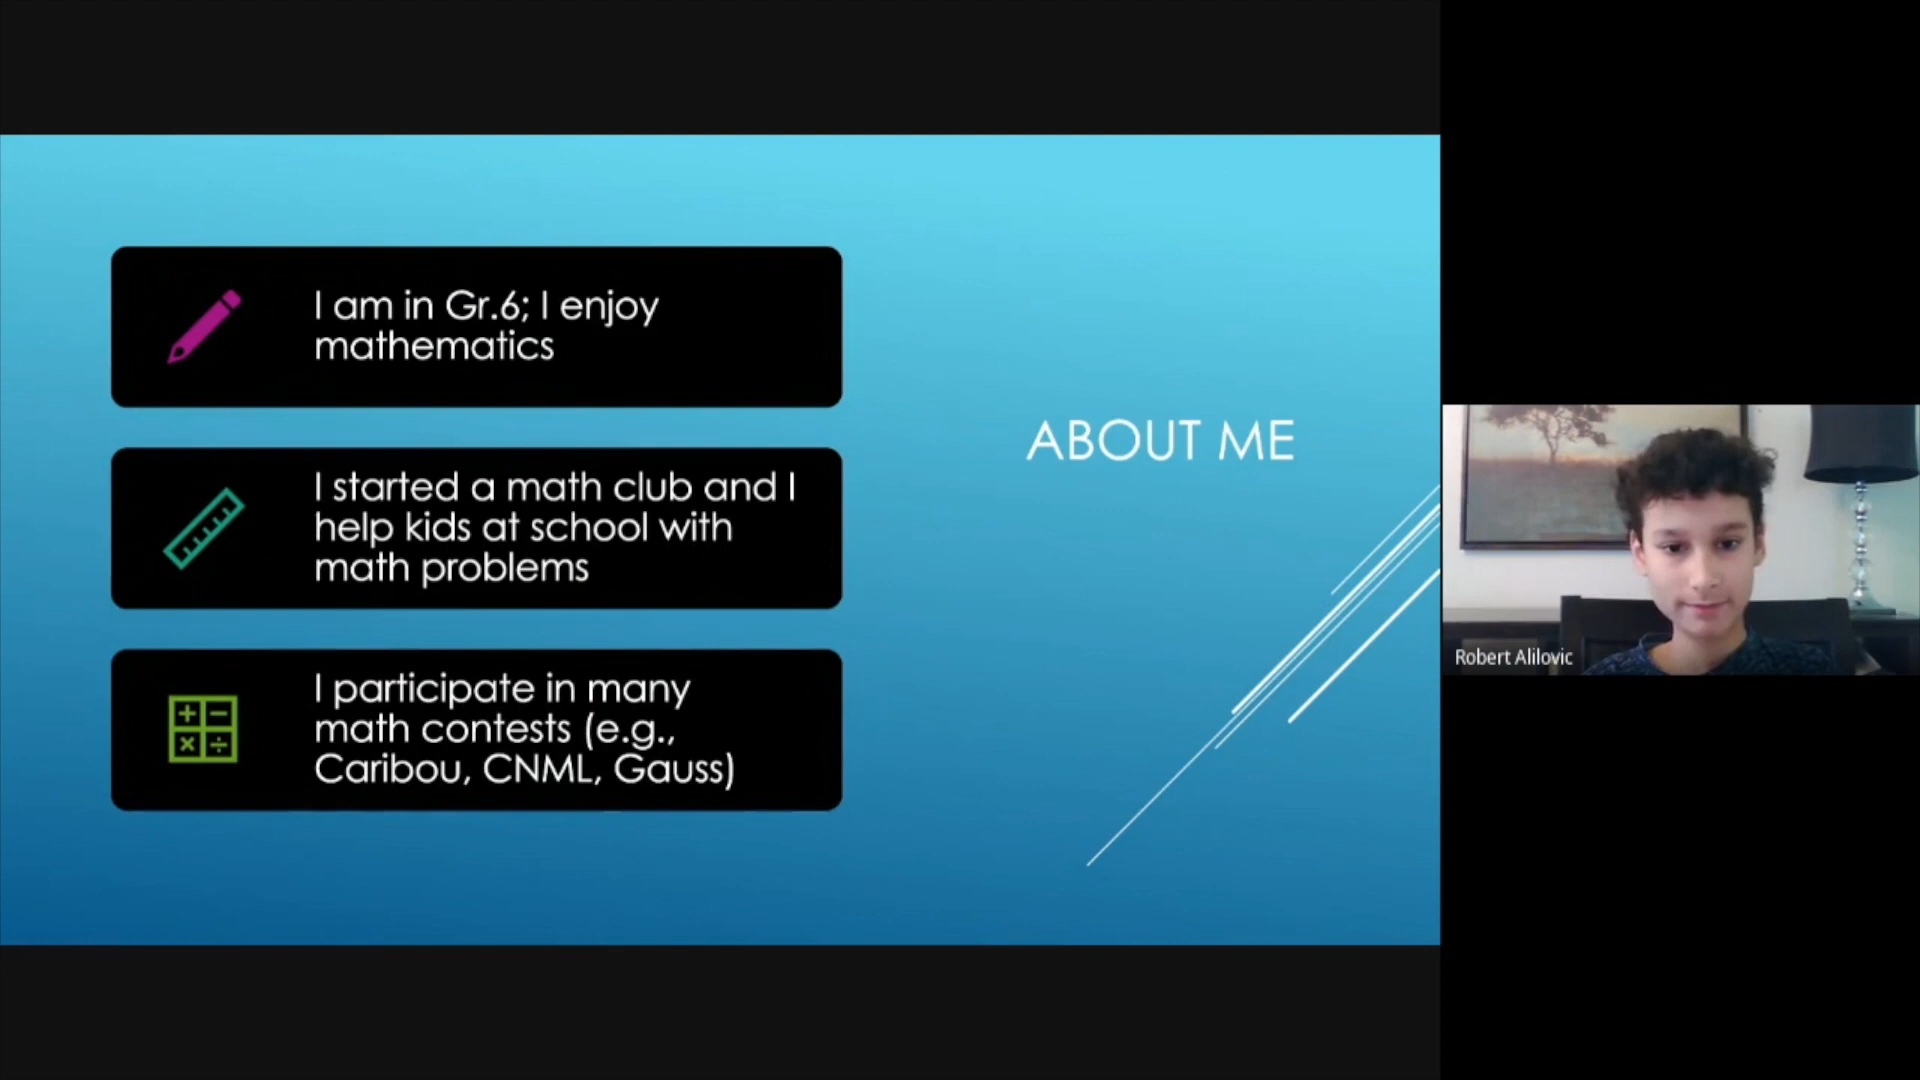 I am in Gr.6; I enjoy
mathematics
I started a math club and I
help kids at school with
math problems
I participate in many
math contests (e.g.,
Caribou, CNML, Gauss)
ABOUT ME
Robert Alilovic